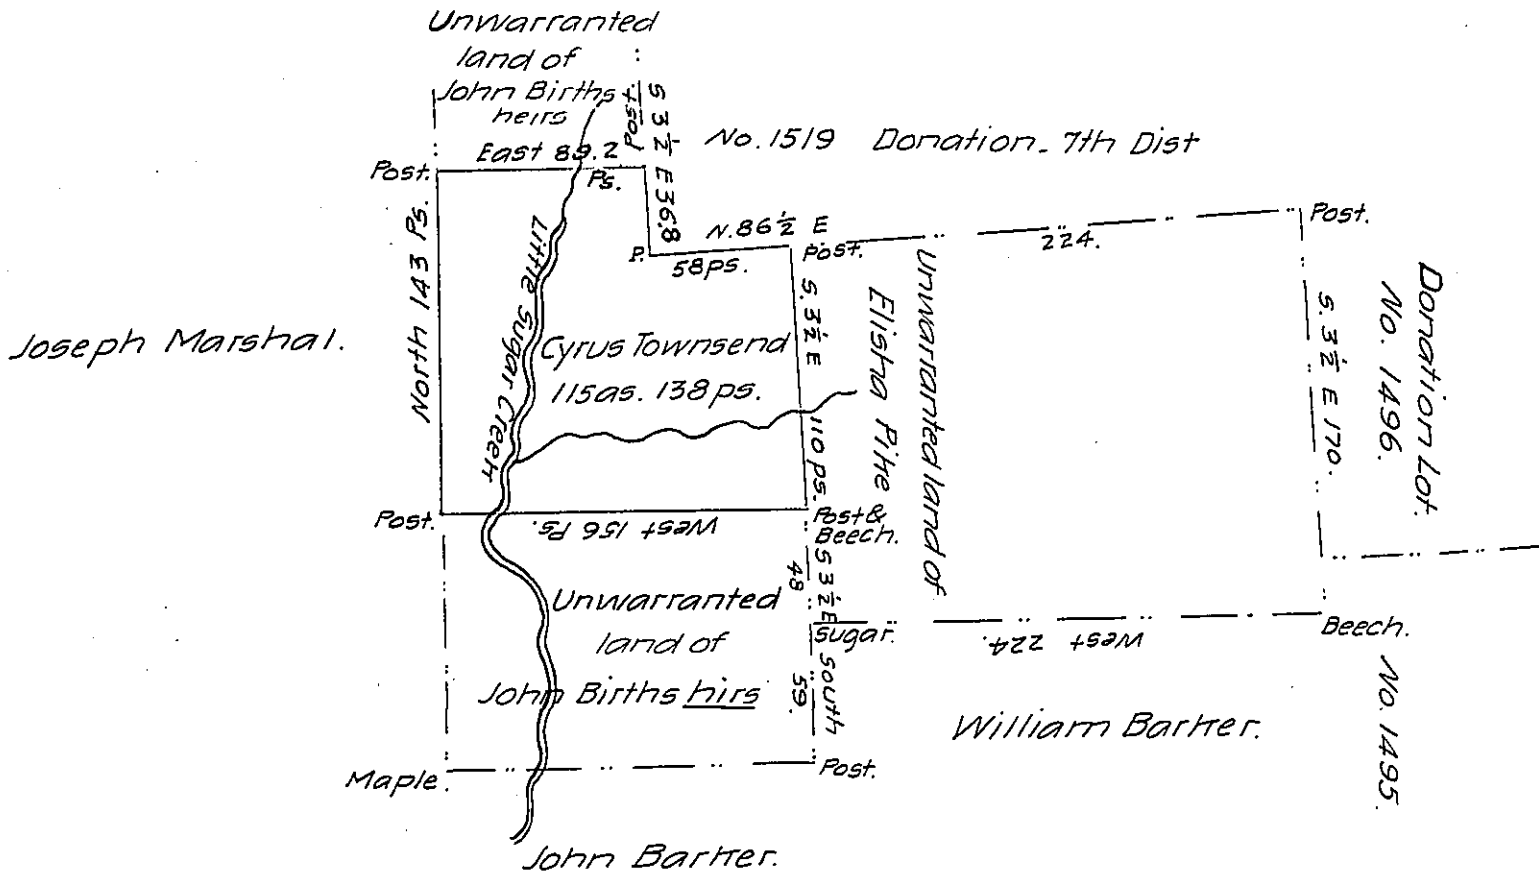 Unwarranted
land of
John Births
heirs
Post
S 3 1/2 E 36.8
No. 1519 Donation. 7th Dist
East 89.2
Ps.
Post.
North 143 Ps.
Little Sugar Creek
P.
N. 86 1/2 E
58 ps.
Post.
224.
Post.
Joseph Marshal.
Cyrus Townsend
115as. 138ps.
S. 3 1/2 E 110 ps.
Elisha Pike &
Unwarranted land of
S. 3 1/2 E 170.
Donation Lot.
No. 1496.
Post.
West 156 Ps.
Post &
Beech.
S 3 1/2 E
48
Unwarranted
land of
John Births hirs
Sugar.
West 224.
Beech.
South
59.
William Barker.
No. 1495.
Maple.
Post.
John Barker.